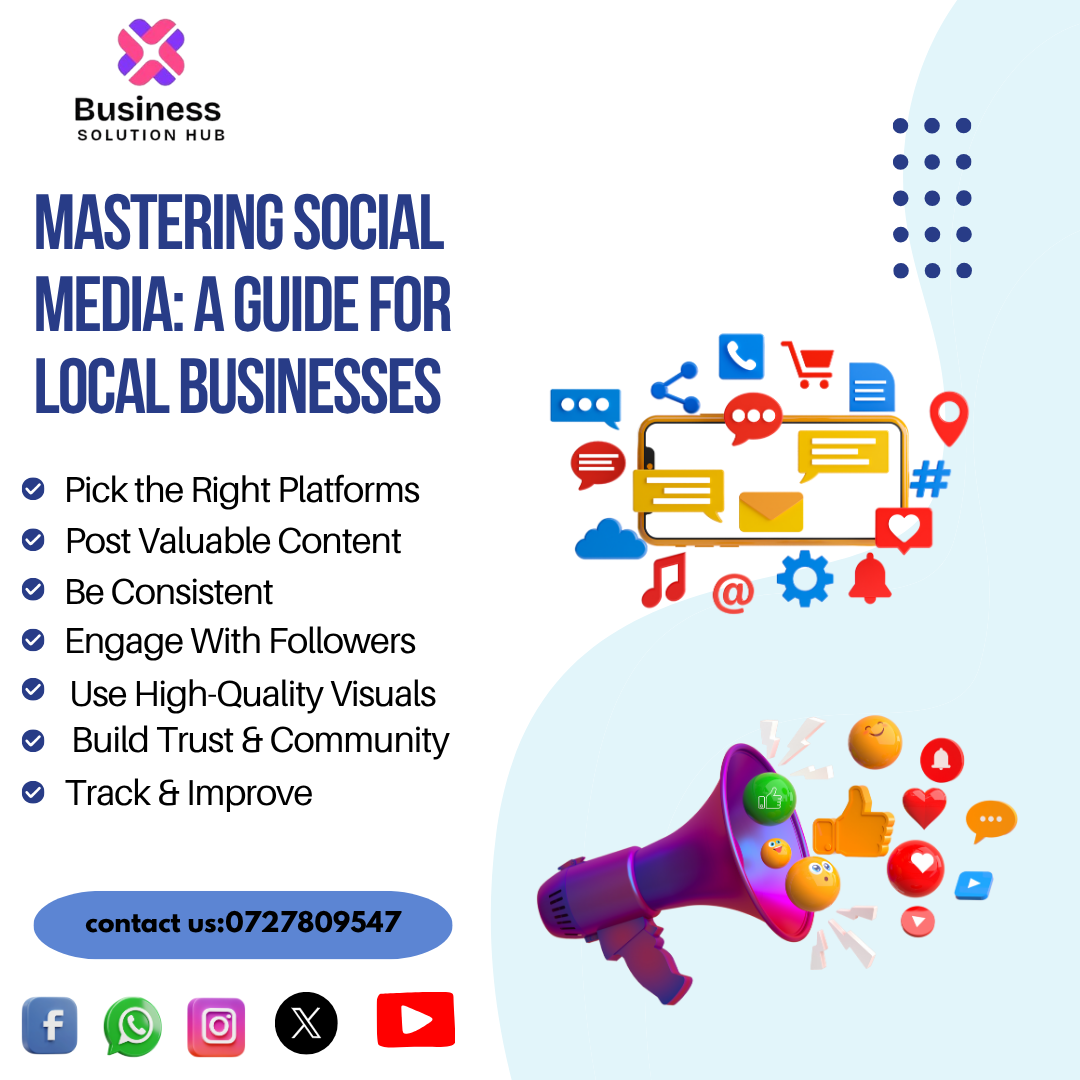 Business
SOLUTION HUB
MASTERING SOCIAL
MEDIA: A GUIDE FOR
LOCAL BUSINESSES
Pick the Right Platforms
Post Valuable Content
Be Consistent
Engage With Followers
Use High-Quality Visuals
Build Trust & Community
Track & Improve
contact us:0727809547